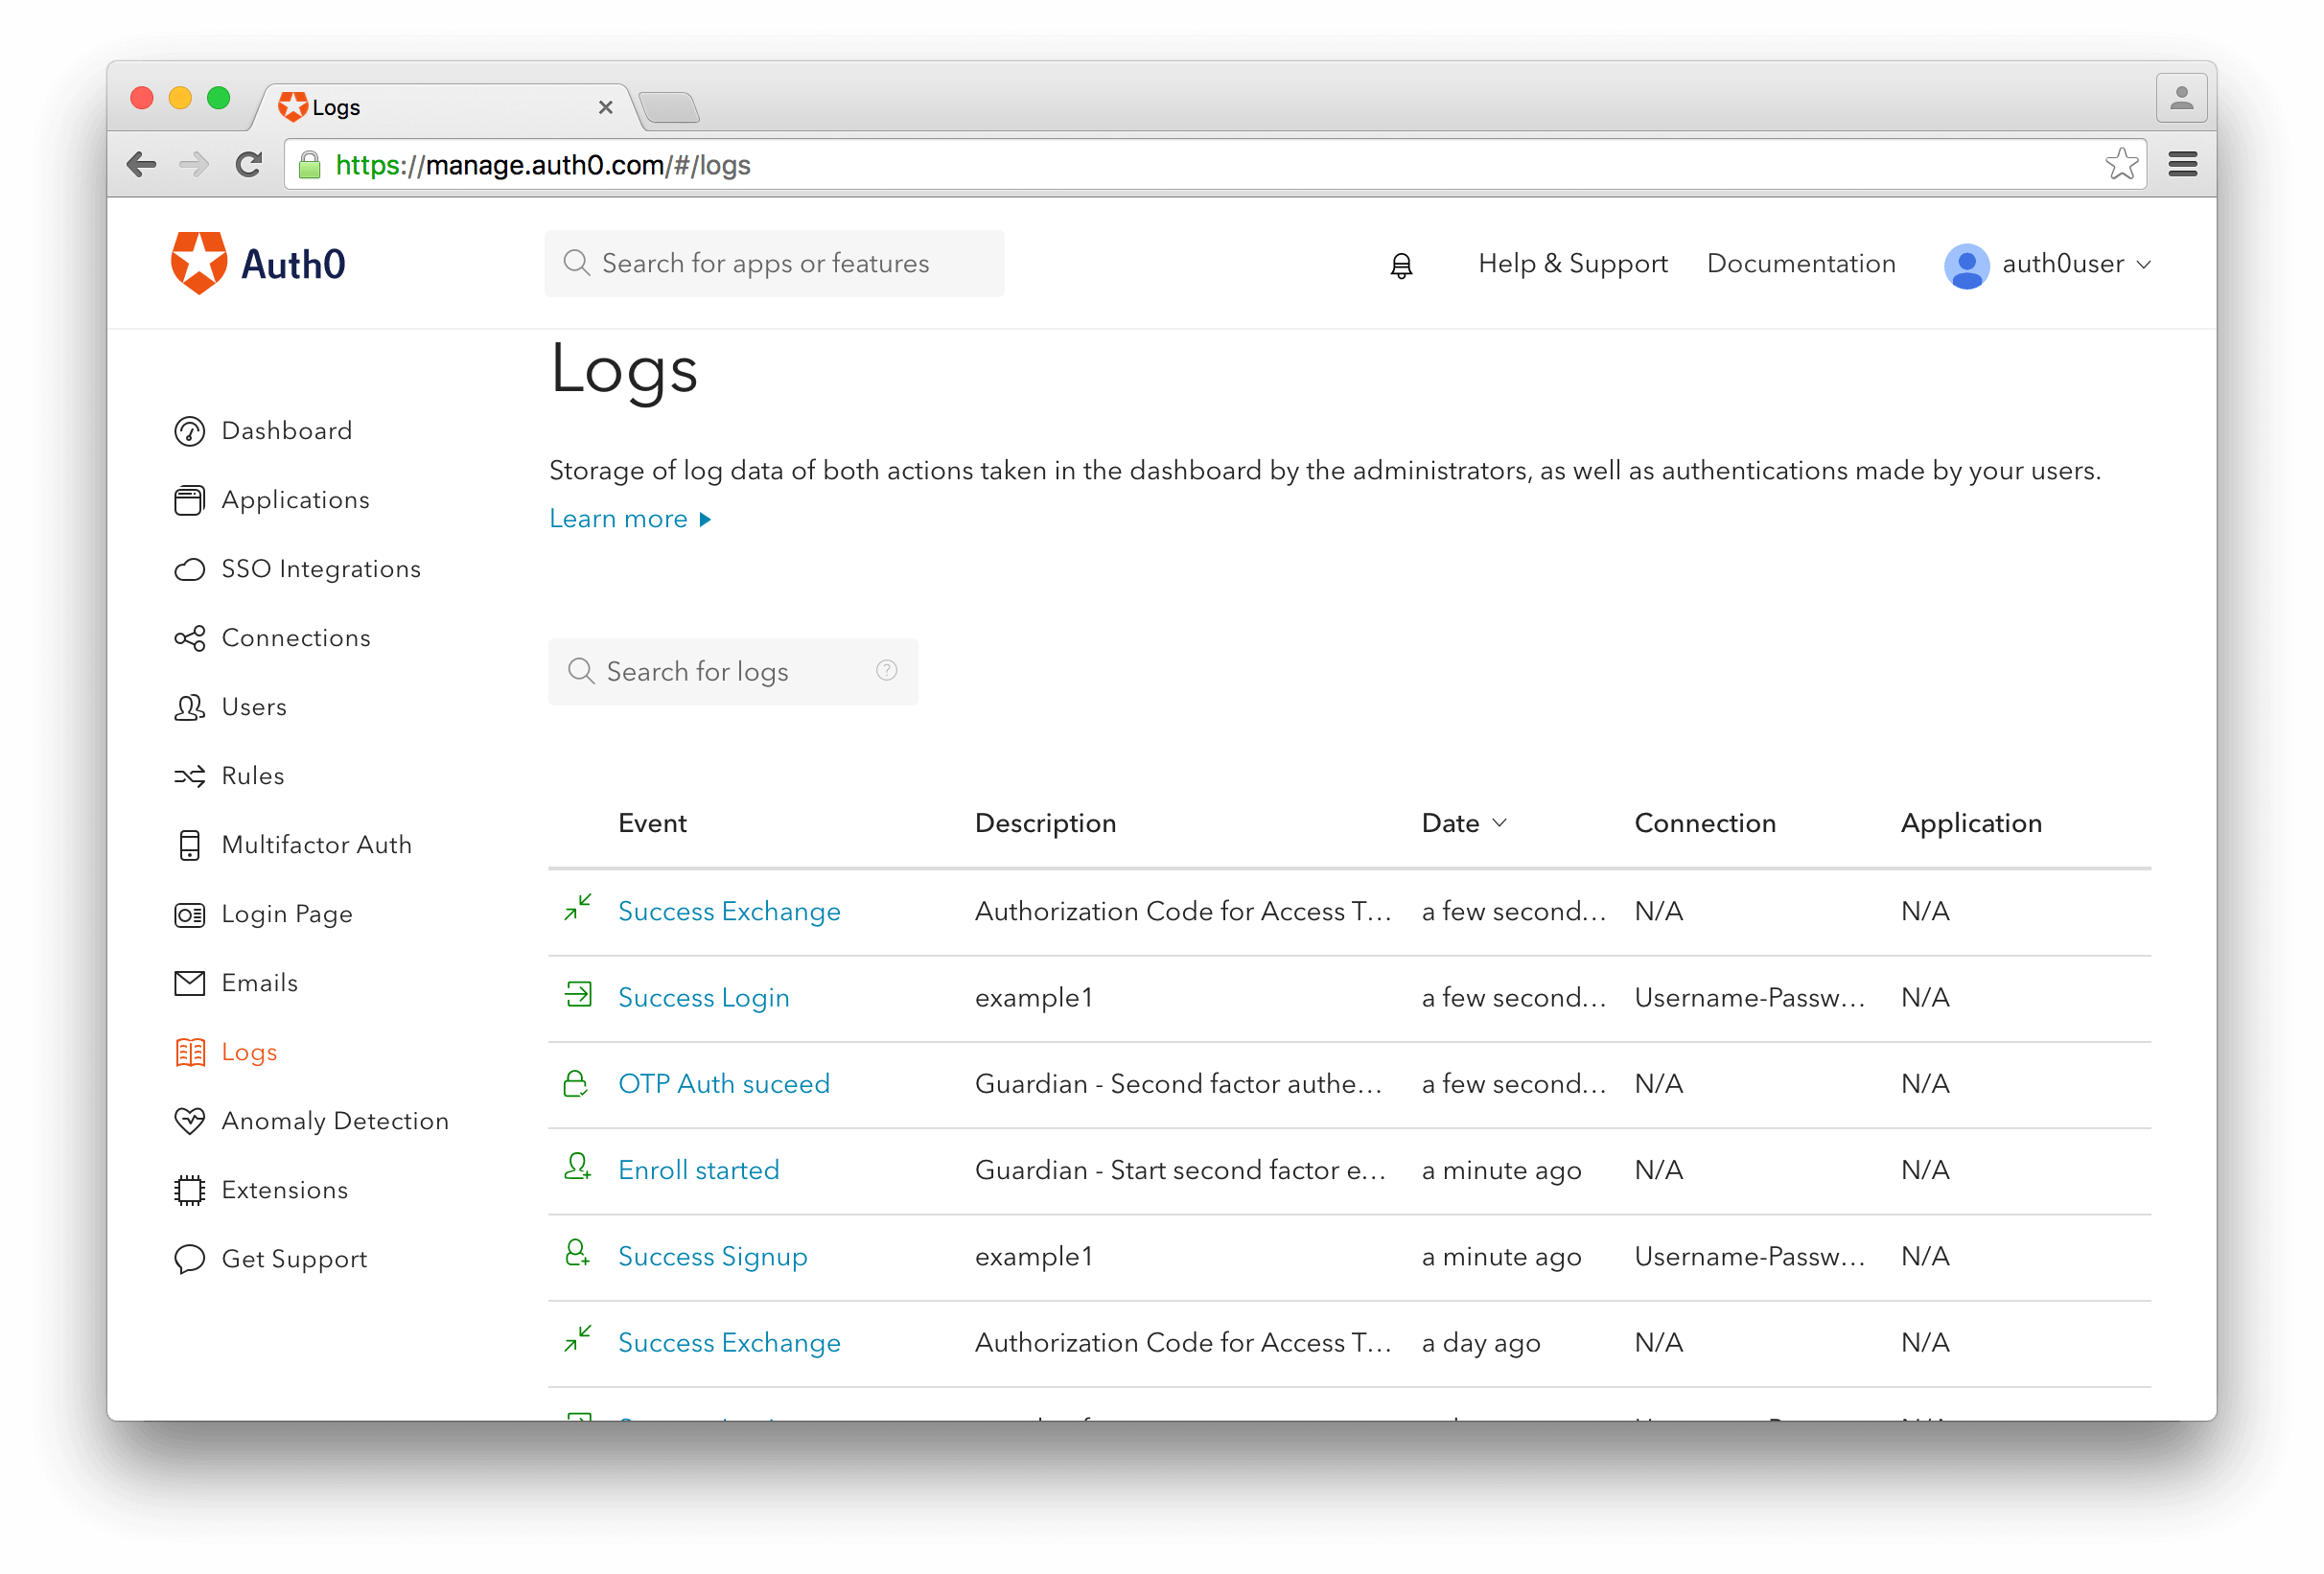 Logs
https://manage.auth0.com/#/logs
Auth0
Search for apps or features
Help & Support
Documentation
auth0user
Dashboard
Applications
SSO Integrations
Connections
Users
Rules
Multifactor Auth
Login Page
Emails
Logs
Anomaly Detection
Extensions
Get Support
Logs
Storage of log data of both actions taken in the dashboard by the administrators, as well as authentications made by your users.
Learn more
Search for logs ?
Event Description Date Connection Application
Success Exchange Authorization Code for Access T... a few second... N/A N/A
Success Login example1 a few second... Username-Passw... N/A
OTP Auth suceed Guardian - Second factor authe... a few second... N/A N/A
Enroll started Guardian - Start second factor e... a minute ago N/A N/A
Success Signup example1 a minute ago Username-Passw... N/A
Success Exchange Authorization Code for Access T... a day ago N/A N/A